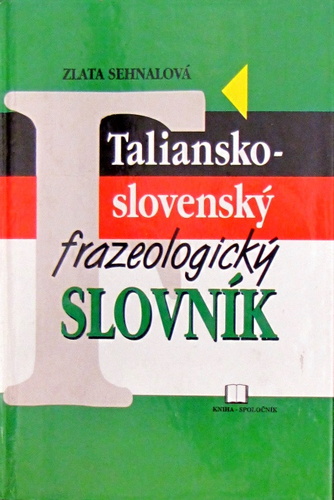 ZLATA SEHNALOVÁ
F
Taliansko-
slovenský
frazeologický
SLOVNÍK
KNIHA - SPOLOČNÍK